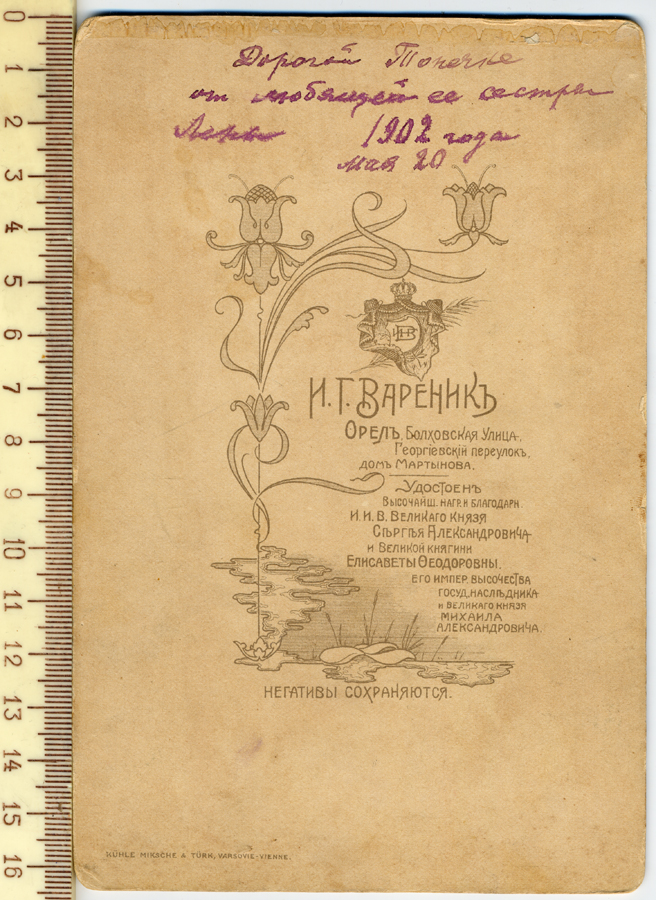 Дорогой Тонечке
от любящей ее сестры
Лены 1902 года
мая 20
И. Г. ВАРЕНИКЪ
ОРЕЛЪ, БОЛХОВСКАЯ УЛИЦА,
ГЕОРГІЕВСКІЙ ПЕРЕУЛОКЪ,
ДОМЪ МАРТЫНОВА.
УДОСТОЕНЪ
ВЫСОЧАЙШ. НАГР. И БЛАГОДАРН.
И. И. В. ВЕЛИКАГО КНЯЗЯ
СЕРГѢЯ АЛЕКСАНДРОВИЧА
И ВЕЛИКОЙ КНЯГИНИ
ЕЛИСАВЕТЫ ѲЕОДОРОВНЫ.
ЕГО ИМПЕР. ВЫСОЧЕСТВА
ГОСУД. НАСЛѢДНИКА
И ВЕЛИКАГО КНЯЗЯ
МИХАИЛА
АЛЕКСАНДРОВИЧА.
НЕГАТИВЫ СОХРАНЯЮТСЯ.
KÜHLE MIKSCHE & TÜRK, VARSOVIE-VIENNE.
0
1
2
3
4
5
6
7
8
9
10
11
12
13
14
15
16